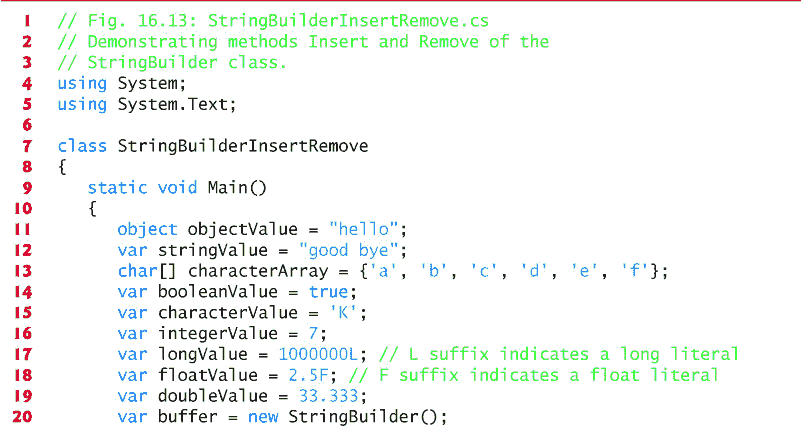 1 // Fig. 16.13: StringBuilderInsertRemove.cs
2 // Demonstrating methods Insert and Remove of the
3 // StringBuilder class.
4 using System;
5 using System.Text;
6
7 class StringBuilderInsertRemove
8 {
9    static void Main()
10    {
11       object objectValue = "hello";
12       var stringValue = "good bye";
13       char[] characterArray = {'a', 'b', 'c', 'd', 'e', 'f'};
14       var booleanValue = true;
15       var characterValue = 'K';
16       var integerValue = 7;
17       var longValue = 1000000L; // L suffix indicates a long literal
18       var floatValue = 2.5F; // F suffix indicates a float literal
19       var doubleValue = 33.333;
20       var buffer = new StringBuilder();